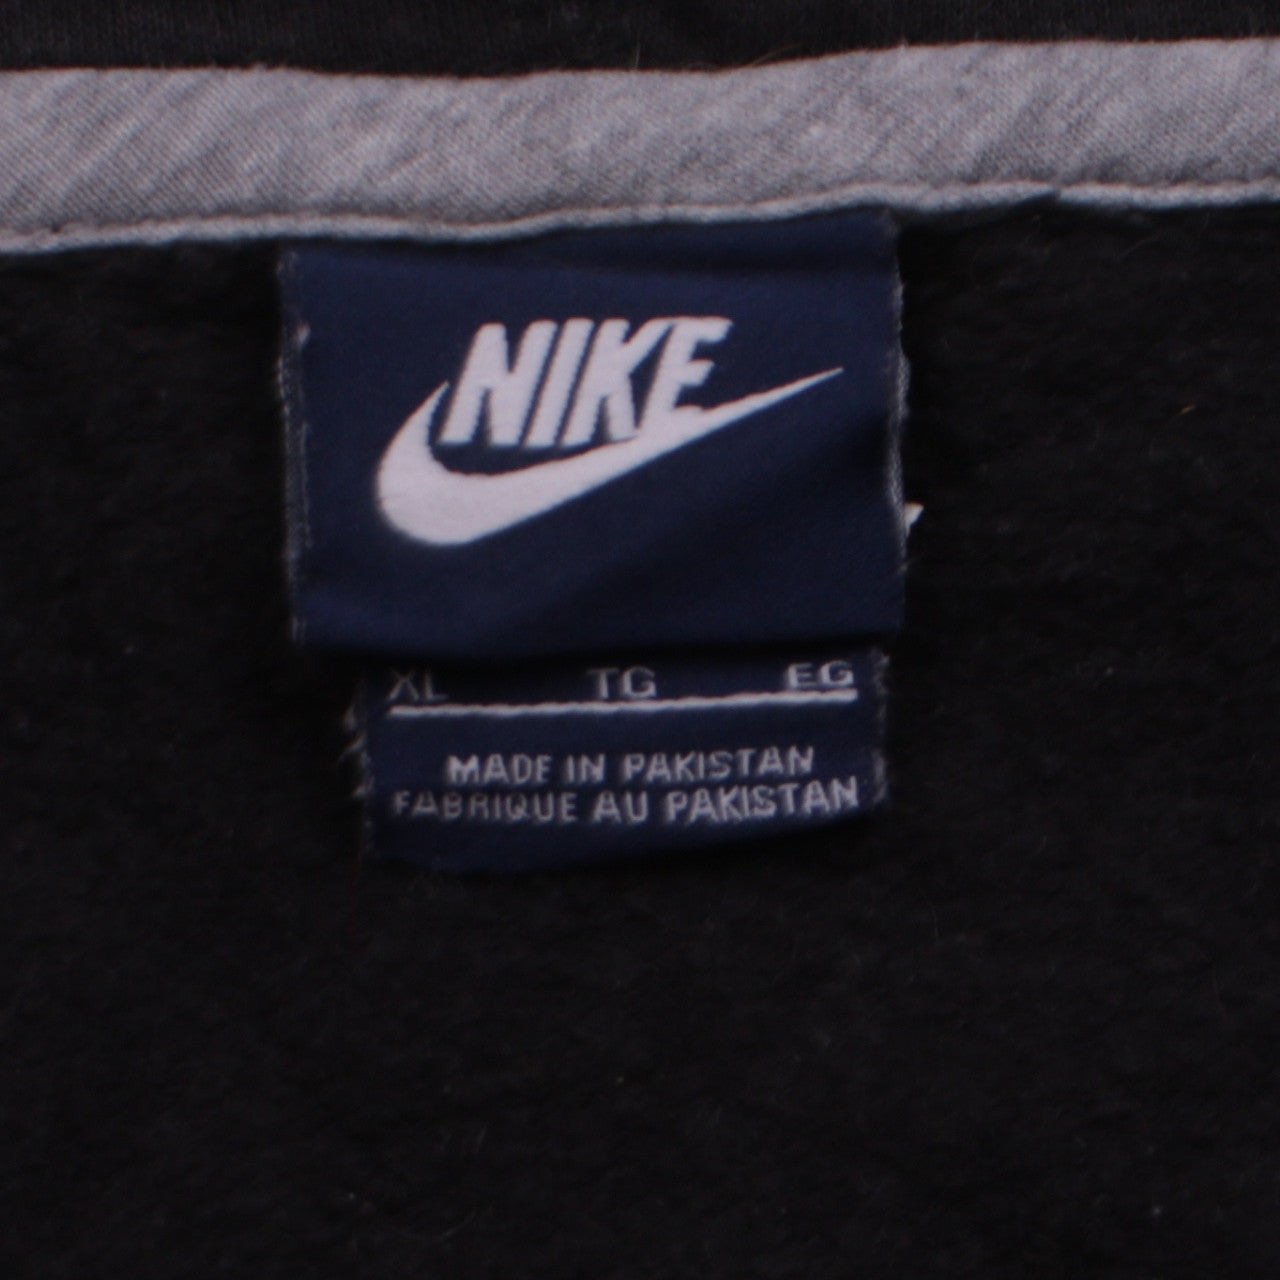 NIKE
XL TG EG
MADE IN PAKISTAN
FABRIQUE AU PAKISTAN